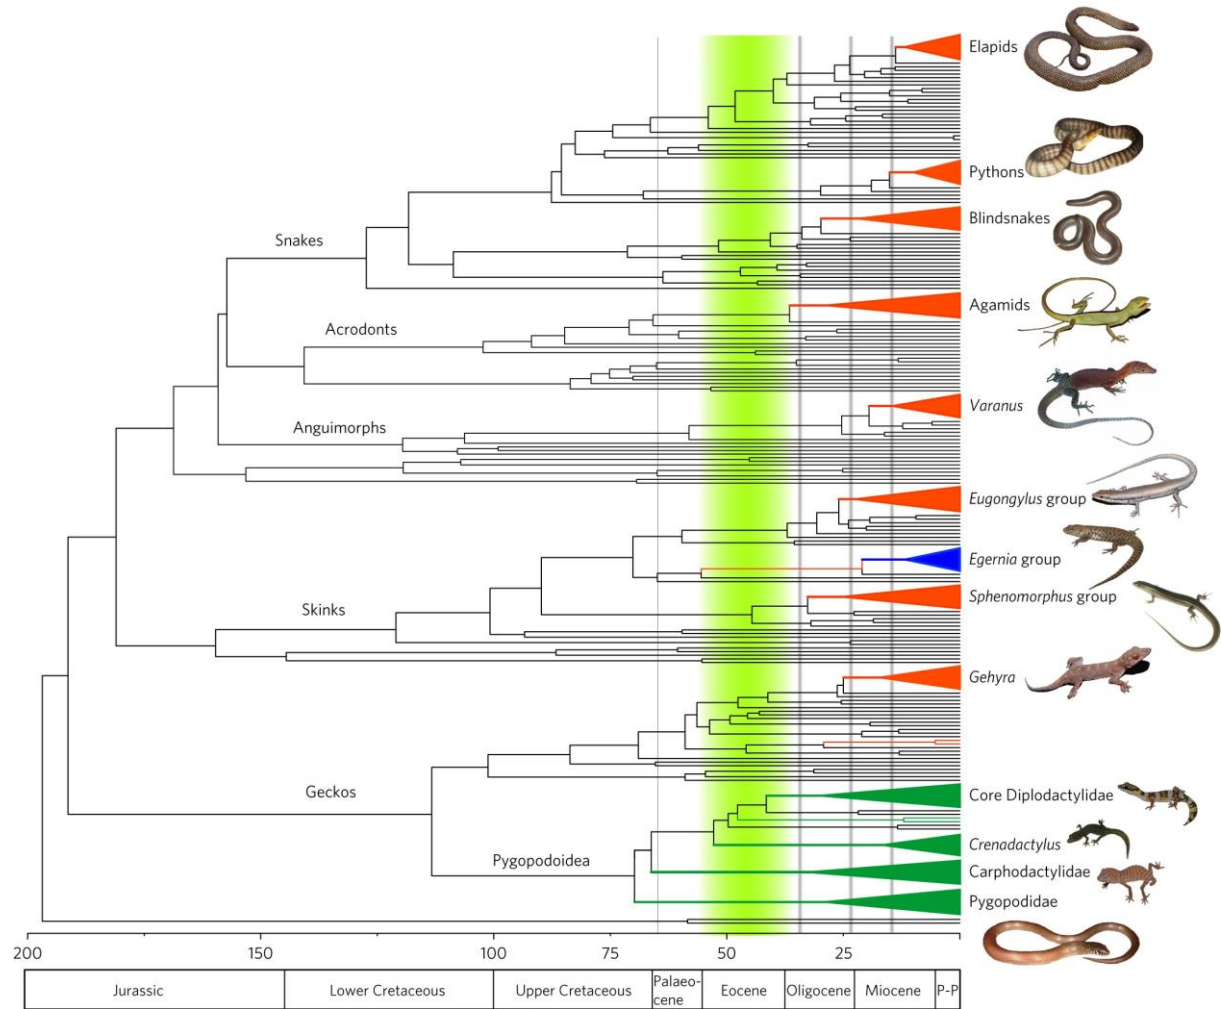 Elapids
Pythons
Blindsnakes
Snakes
Agamids
Acrodonts
Varanus
Anguimorphs
Eugongylus group
Egernia group
Sphenomorphus group
Skinks
Gehyra
Geckos
Core Diplodactylidae
Crenadactylus
Pygopodoidea
Carphodactylidae
Pygopodidae
200 150 100 75 50 25
Jurassic Lower Cretaceous Upper Cretaceous Palaeo-
cene Eocene Oligocene Miocene P-P